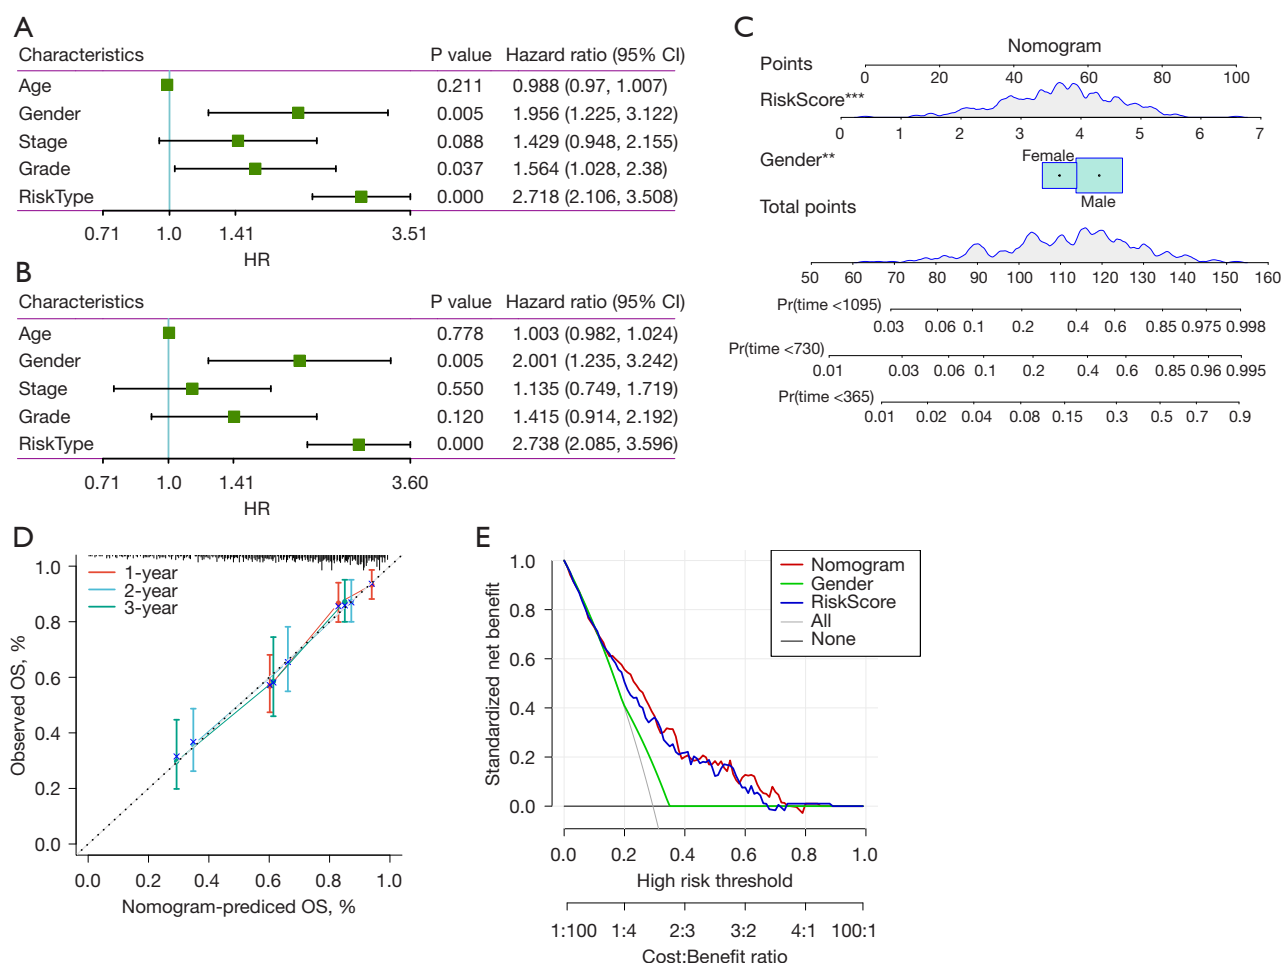 A
Characteristics P value Hazard ratio (95% CI)
Age 0.211 0.988 (0.97, 1.007)
Gender 0.005 1.956 (1.225, 3.122)
Stage 0.088 1.429 (0.948, 2.155)
Grade 0.037 1.564 (1.028, 2.38)
RiskType 0.000 2.718 (2.106, 3.508)
0.71 1.0 1.41 3.51
HR
B
Characteristics P value Hazard ratio (95% CI)
Age 0.778 1.003 (0.982, 1.024)
Gender 0.005 2.001 (1.235, 3.242)
Stage 0.550 1.135 (0.749, 1.719)
Grade 0.120 1.415 (0.914, 2.192)
RiskType 0.000 2.738 (2.085, 3.596)
0.71 1.0 1.41 3.60
HR
C
Nomogram
Points
0 20 40 60 80 100
RiskScore***
0 1 2 3 4 5 6 7
Gender**
Female
Male
Total points
50 60 70 80 90 100 110 120 130 140 150 160
Pr(time <1095)
0.03 0.06 0.1 0.2 0.4 0.6 0.85 0.975 0.998
Pr(time <730)
0.01 0.03 0.06 0.1 0.2 0.4 0.6 0.85 0.96 0.995
Pr(time <365)
0.01 0.02 0.04 0.08 0.15 0.3 0.5 0.7 0.9
D
1-year
2-year
3-year
Observed OS, %
1.0
0.8
0.6
0.4
0.2
0.0
0.0 0.2 0.4 0.6 0.8 1.0
Nomogram-prediced OS, %
E
Nomogram
Gender
RiskScore
All
None
Standardized net benefit
1.0
0.8
0.6
0.4
0.2
0.0
0.0 0.2 0.4 0.6 0.8 1.0
High risk threshold
1:100 1:4 2:3 3:2 4:1 100:1
Cost:Benefit ratio